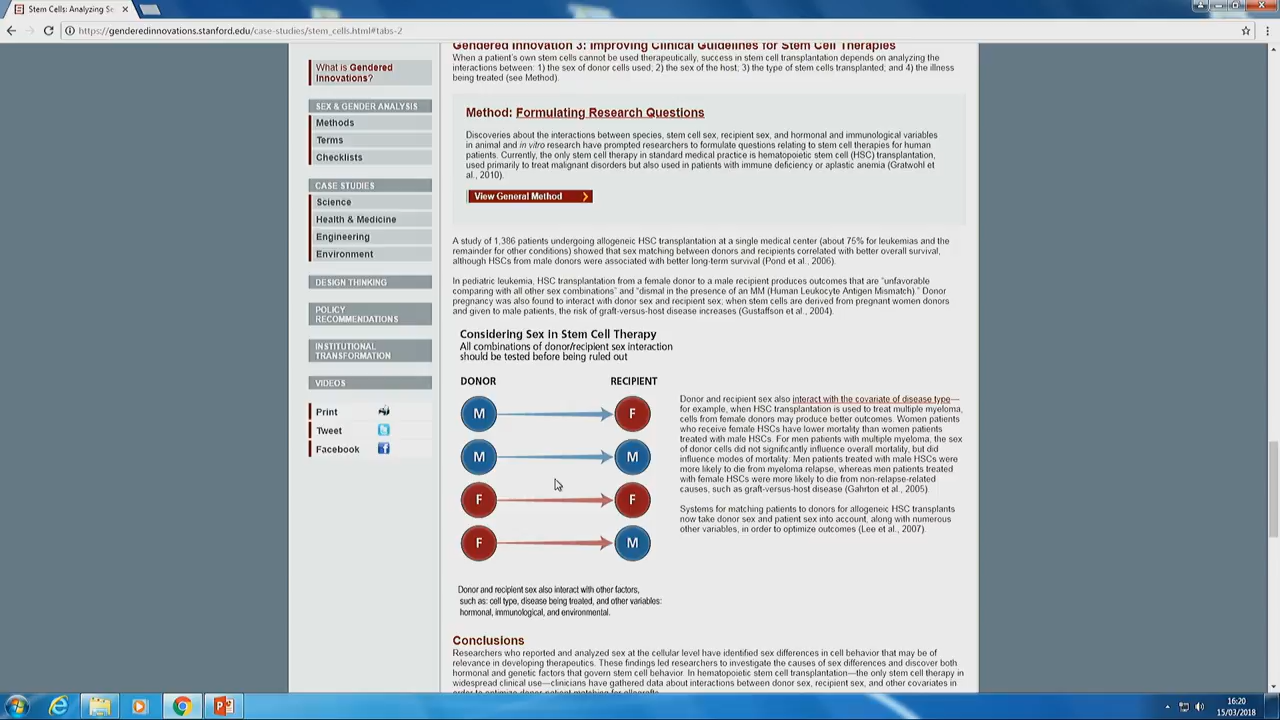 Stem Cells: Analyzing Se
https://genderedinnovations.stanford.edu/case-studies/stem_cells.html#tabs-2
What is Gendered
Innovations?
SEX & GENDER ANALYSIS
Methods
Terms
Checklists
CASE STUDIES
Science
Health & Medicine
Engineering
Environment
DESIGN THINKING
POLICY
RECOMMENDATIONS
INSTITUTIONAL
TRANSFORMATION
VIDEOS
Print
Tweet
Facebook
Gendered Innovation 3: Improving Clinical Guidelines for Stem Cell Therapies
When a patient's own stem cells cannot be used therapeutically, success in stem cell transplantation depends on analyzing the
interactions between: 1) the sex of donor cells used; 2) the sex of the host; 3) the type of stem cells transplanted; and 4) the illness
being treated (see Method).
Method: Formulating Research Questions
Discoveries about the interactions between species, stem cell sex, recipient sex, and hormonal and immunological variables
in animal and in vitro research have prompted researchers to formulate questions relating to stem cell therapies for human
patients. Currently, the only stem cell therapy in standard medical practice is hematopoietic stem cell (HSC) transplantation,
used primarily to treat malignant disorders but also used in patients with immune deficiency or aplastic anemia (Gratwohl et
al., 2010).
View General Method
A study of 1,386 patients undergoing allogeneic HSC transplantation at a single medical center (about 75% for leukemias and the
remainder for other conditions) showed that sex matching between donors and recipients correlated with better overall survival,
although HSCs from male donors were associated with better long-term survival (Pond et al., 2006).
In pediatric leukemia, HSC transplantation from a female donor to a male recipient produces outcomes that are "unfavorable
comparing with all other sex combinations" and "dismal in the presence of an MM (Human Leukocyte Antigen Mismatch)." Donor
pregnancy was also found to interact with donor sex and recipient sex; when stem cells are derived from pregnant women donors
and given to male patients, the risk of graft-versus-host disease increases (Gustaffson et al., 2004).
Considering Sex In Stem Cell Therapy
All combinations of donor/recipient sex interaction
should be tested before being ruled out
DONOR RECIPIENT
M F
M M
F F
F M
Donor and recipient sex also interact with other factors,
such as: cell type, disease being treated, and other variables:
hormonal, immunological, and environmental.
Donor and recipient sex also interact with the covariate of disease type—
for example, when HSC transplantation is used to treat multiple myeloma,
cells from female donors may produce better outcomes. Women patients
who receive female HSCs have lower mortality than women patients
treated with male HSCs. For men patients with multiple myeloma, the sex
of donor cells did not significantly influence overall mortality, but did
influence modes of mortality: Men patients treated with male HSCs were
more likely to die from myeloma relapse, whereas men patients treated
with female HSCs were more likely to die from non-relapse-related
causes, such as graft-versus-host disease (Gahrton et al., 2005).
Systems for matching patients to donors for allogeneic HSC transplants
now take donor sex and patient sex into account, along with numerous
other variables, in order to optimize outcomes (Lee et al., 2007).
Conclusions
Researchers who reported and analyzed sex at the cellular level have identified sex differences in cell behavior that may be of
relevance in developing therapeutics. These findings led researchers to investigate the causes of sex differences and discover both
hormonal and genetic factors that govern stem cell behavior. In hematopoietic stem cell transplantation—the only stem cell therapy in
widespread clinical use—clinicians have gathered data about interactions between donor sex, recipient sex, and other covariates in
order to optimize donor-patient matching for allografts.
16:20
15/03/2018